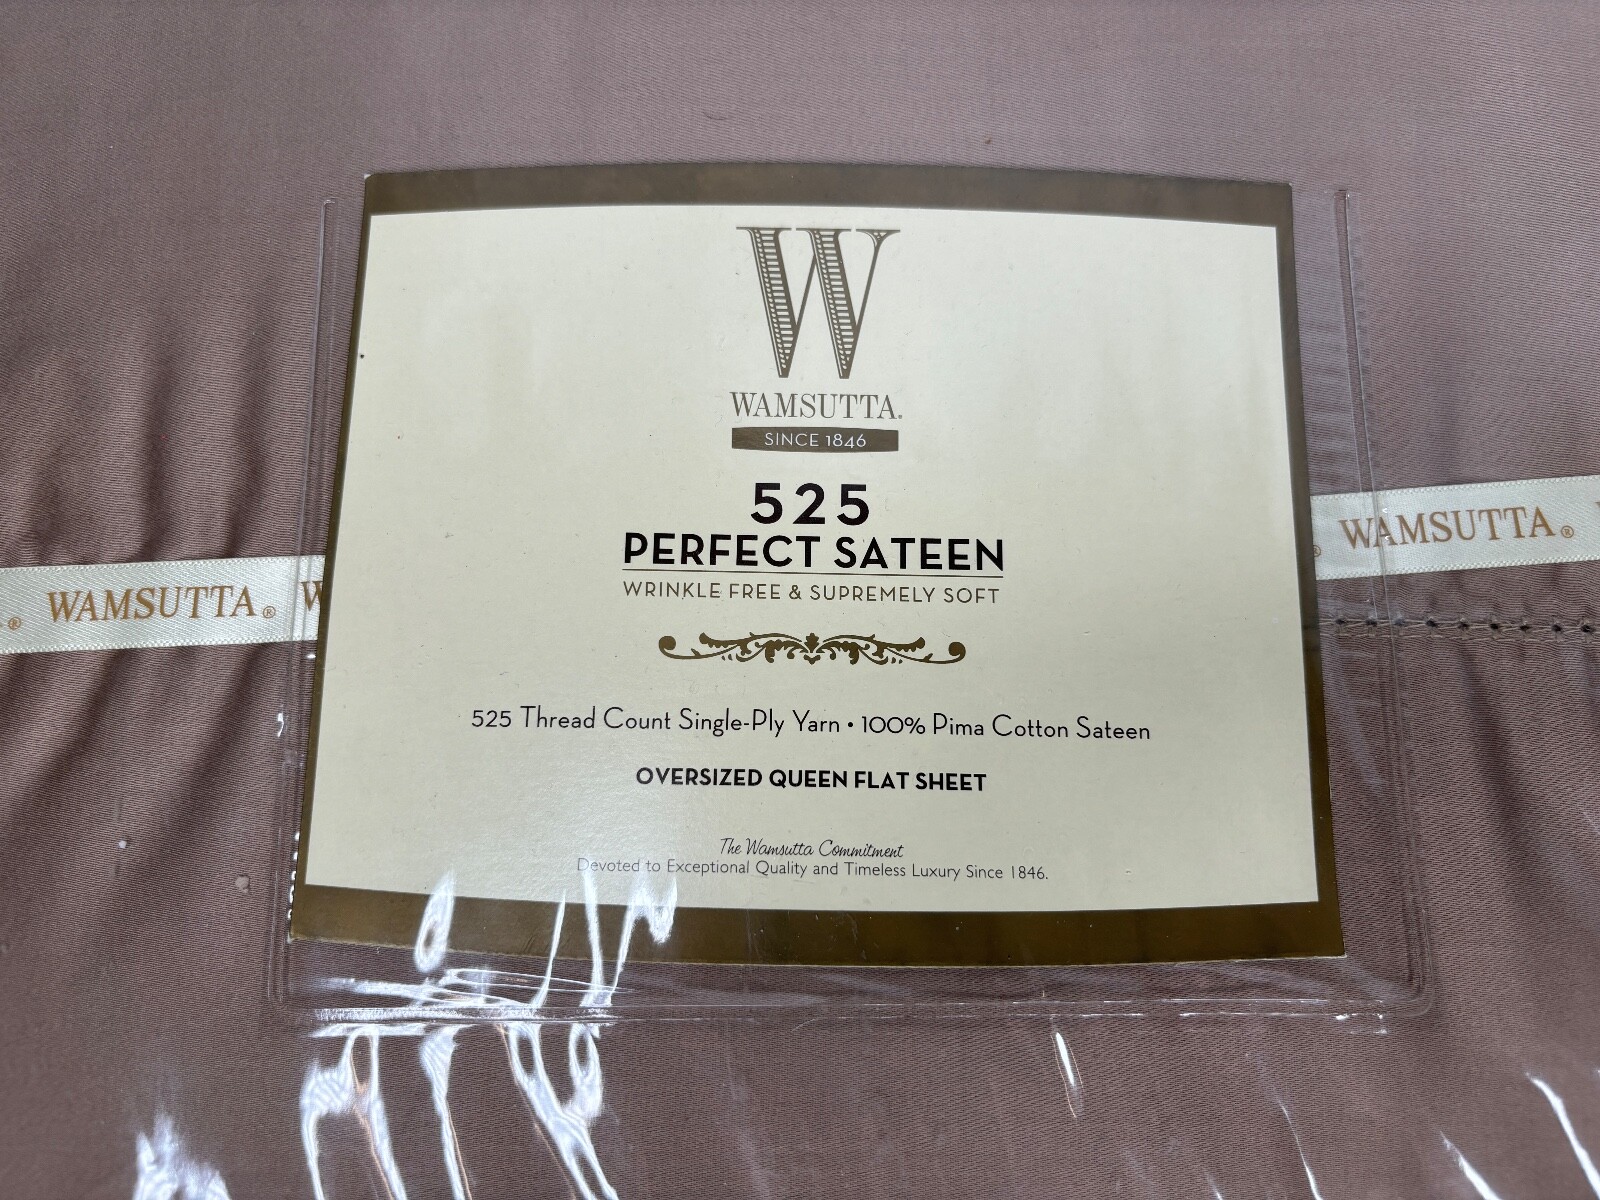 W
WAMSUTTA.
SINCE 1846
525
PERFECT SATEEN
WRINKLE FREE & SUPREMELY SOFT
525 Thread Count Single-Ply Yarn • 100% Pima Cotton Sateen
OVERSIZED QUEEN FLAT SHEET
The Wamsutta Commitment
Devoted to Exceptional Quality and Timeless Luxury Since 1846.
® WAMSUTTA® W
® WAMSUTTA®